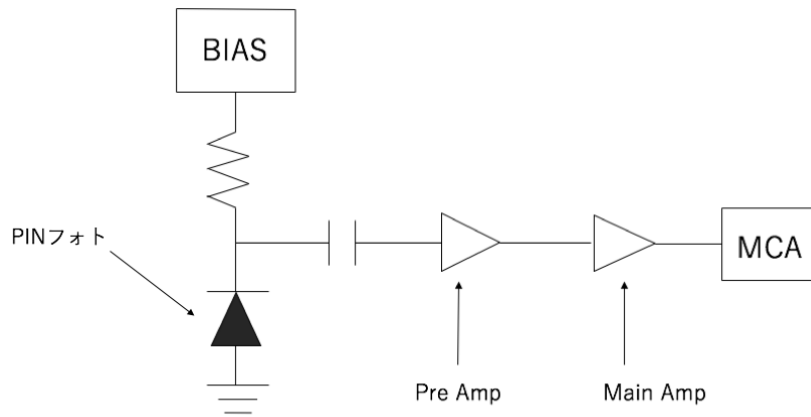 BIAS
PINフォト
MCA
Pre Amp
Main Amp